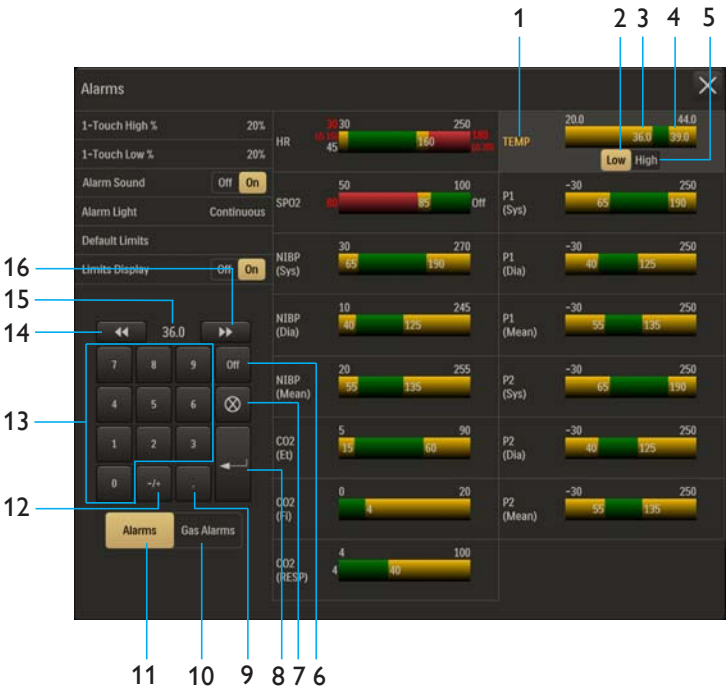 1 2 3 4 5
Alarms
1-Touch High % 20%
1-Touch Low % 20%
Alarm Sound Off On
Alarm Light Continuous
Default Limits
Limits Display Off On
16
15
14 36.0
7 8 9 Off
4 5 6
13
1 2 3
0 -/+ .
12
Alarms Gas Alarms
HR 30 30 250 180
45 160
SPO2 50 100
80 85 Off
NIBP 30 270
(Sys) 65 190
NIBP 10 245
(Dia) 40 125
NIBP 20 255
(Mean) 55 135
CO2 5 90
(Et) 15 60
CO2 0 20
(Fi) 4
CO2 4 100
(RESP) 4 40
TEMP 20.0 44.0
36.0 39.0
Low High
P1 -30 250
(Sys) 65 190
P1 -30 250
(Dia) 40 125
P1 -30 250
(Mean) 55 135
P2 -30 250
(Sys) 65 190
P2 -30 250
(Dia) 40 125
P2 -30 250
(Mean) 55 135
11 10 9 8 7 6